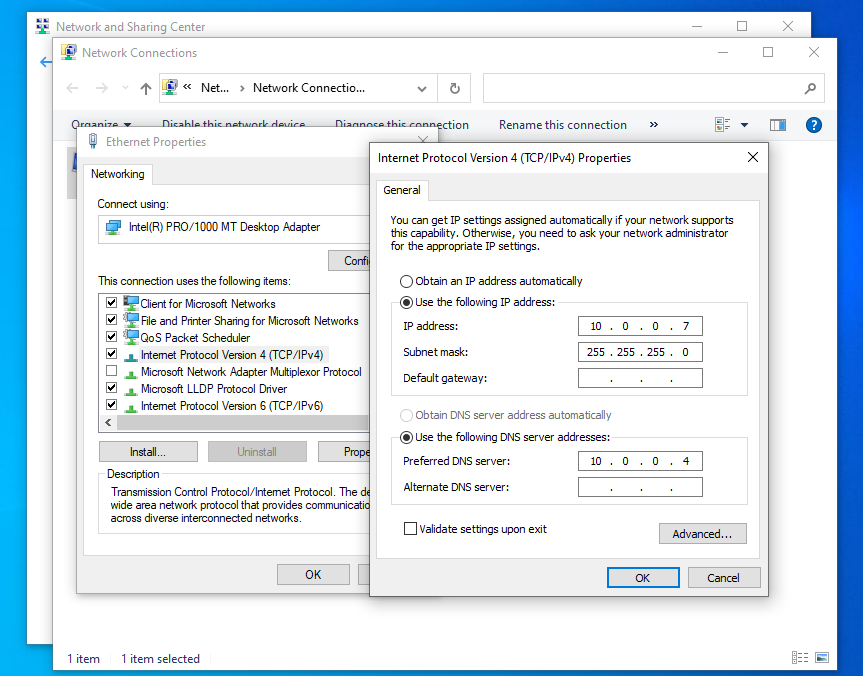 Network and Sharing Center
Network Connections
« Net... › Network Connectio...
Organize Disable this network device Diagnose this connection Rename this connection »
Ethernet Properties
Networking
Connect using:
Intel(R) PRO/1000 MT Desktop Adapter
Confi
This connection uses the following items:
Client for Microsoft Networks
File and Printer Sharing for Microsoft Networks
QoS Packet Scheduler
Internet Protocol Version 4 (TCP/IPv4)
Microsoft Network Adapter Multiplexor Protocol
Microsoft LLDP Protocol Driver
Internet Protocol Version 6 (TCP/IPv6)
Install... Uninstall Prope
Description
Transmission Control Protocol/Internet Protocol. The de
wide area network protocol that provides communicatio
across diverse interconnected networks.
OK
Internet Protocol Version 4 (TCP/IPv4) Properties
General
You can get IP settings assigned automatically if your network supports
this capability. Otherwise, you need to ask your network administrator
for the appropriate IP settings.
Obtain an IP address automatically
Use the following IP address:
IP address: 10 . 0 . 0 . 7
Subnet mask: 255 . 255 . 255 . 0
Default gateway: . . .
Obtain DNS server address automatically
Use the following DNS server addresses:
Preferred DNS server: 10 . 0 . 0 . 4
Alternate DNS server: . . .
Validate settings upon exit
Advanced...
OK Cancel
1 item 1 item selected